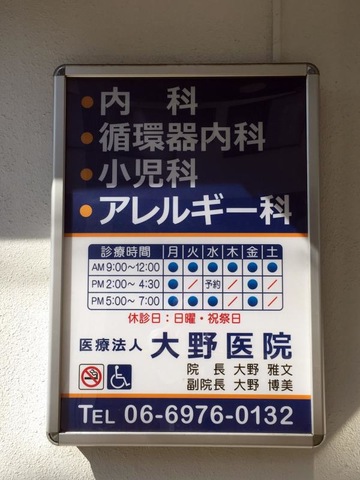 • 内 科
• 循環器内科
• 小児科
• アレルギー科
診療時間 月 火 水 木 金 土
AM 9:00～12:00 ● ● ● ● ● ●
PM 2:00～4:30 ● ／ 予約 ／ ● ／
PM 5:00～7:00 ● ● ● ／ ● ／
休診日：日曜・祝祭日
医療法人 大野医院
院 長 大野 雅文
副院長 大野 博美
TEL 06-6976-0132